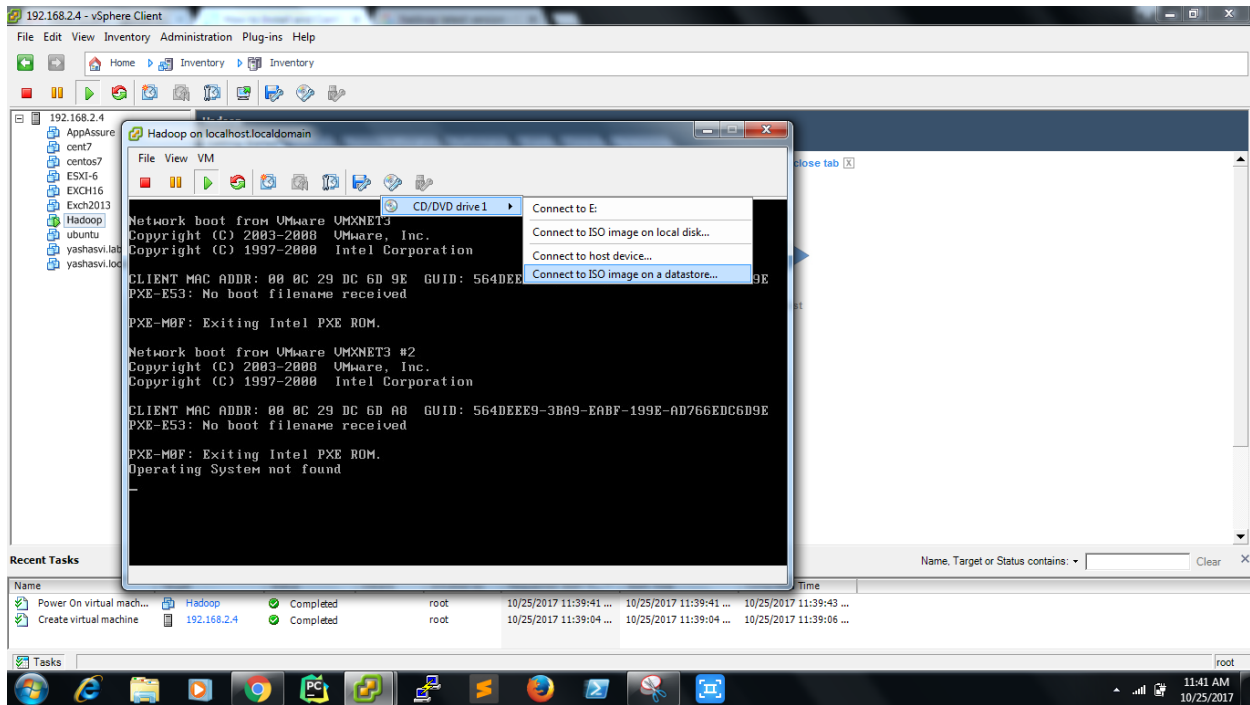 192.168.2.4 - vSphere Client
File Edit View Inventory Administration Plug-ins Help
Home Inventory Inventory
192.168.2.4
AppAssure
cent7
centos7
ESXI-6
EXCH16
Exch2013
Hadoop
ubuntu
yashasvi.lab
yashasvi.loc
close tab X
Hadoop on localhost.localdomain
File View VM
CD/DVD drive 1
Connect to E:
Connect to ISO image on local disk...
Connect to host device...
Connect to ISO image on a datastore...
Network boot from VMware VMXNET3
Copyright (C) 2003-2008 VMware, Inc.
Copyright (C) 1997-2000 Intel Corporation
CLIENT MAC ADDR: 00 0C 29 DC 6D 9E GUID: 564DEE 9E
PXE-E53: No boot filename received
PXE-M0F: Exiting Intel PXE ROM.
Network boot from VMware VMXNET3 #2
Copyright (C) 2003-2008 VMware, Inc.
Copyright (C) 1997-2000 Intel Corporation
CLIENT MAC ADDR: 00 0C 29 DC 6D A8 GUID: 564DEEE9-3BA9-EABF-199E-AD766EDC6D9E
PXE-E53: No boot filename received
PXE-M0F: Exiting Intel PXE ROM.
Operating System not found
Recent Tasks
Name, Target or Status contains: Clear X
Name Time
Power On virtual mach... Hadoop Completed root 10/25/2017 11:39:41 ... 10/25/2017 11:39:41 ... 10/25/2017 11:39:43 ...
Create virtual machine 192.168.2.4 Completed root 10/25/2017 11:39:04 ... 10/25/2017 11:39:04 ... 10/25/2017 11:39:06 ...
Tasks root
PC
11:41 AM
10/25/2017